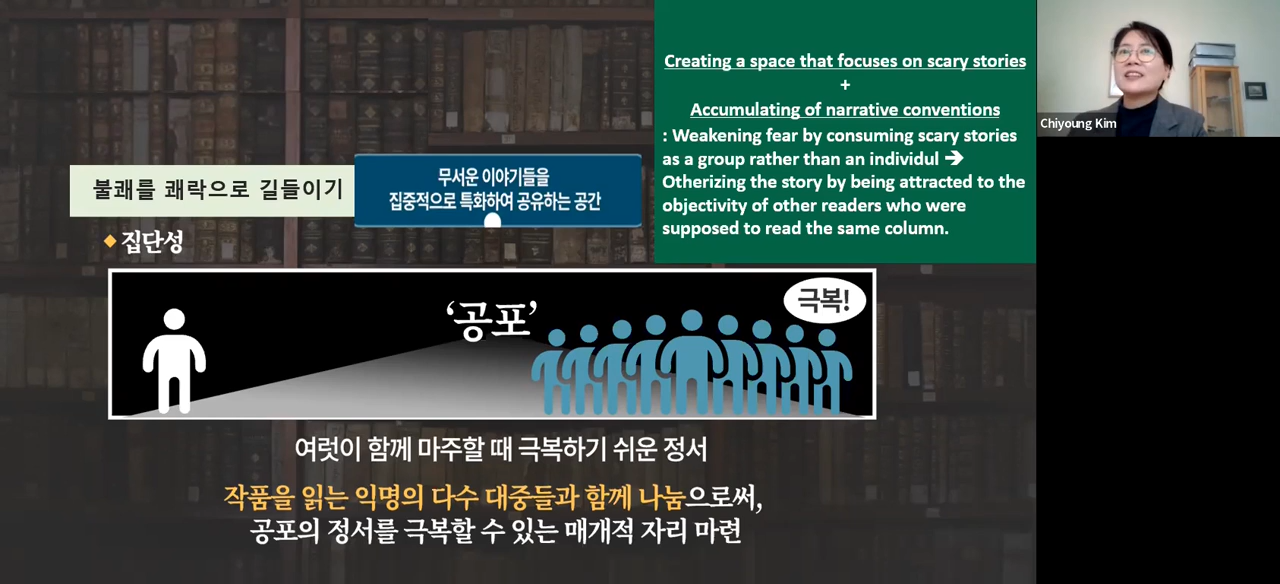 Creating a space that focuses on scary stories
+
Accumulating of narrative conventions
: Weakening fear by consuming scary stories
as a group rather than an individul ➔
Otherizing the story by being attracted to the
objectivity of other readers who were
supposed to read the same column.
Chiyoung Kim
불쾌를 쾌락으로 길들이기
무서운 이야기들을
집중적으로 특화하여 공유하는 공간
◆ 집단성
‘공포’
극복!
여럿이 함께 마주할 때 극복하기 쉬운 정서
작품을 읽는 익명의 다수 대중들과 함께 나눔으로써,
공포의 정서를 극복할 수 있는 매개적 자리 마련